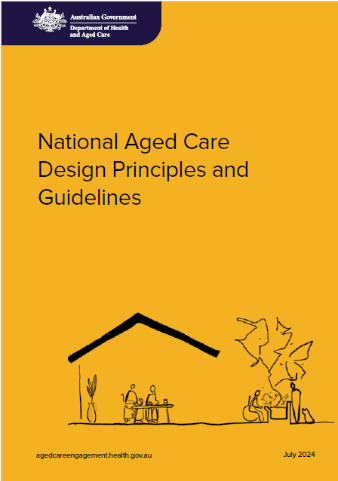 Australian Government
Department of Health
and Aged Care
National Aged Care
Design Principles and
Guidelines
agedcareengagement.health.gov.au
July 2024